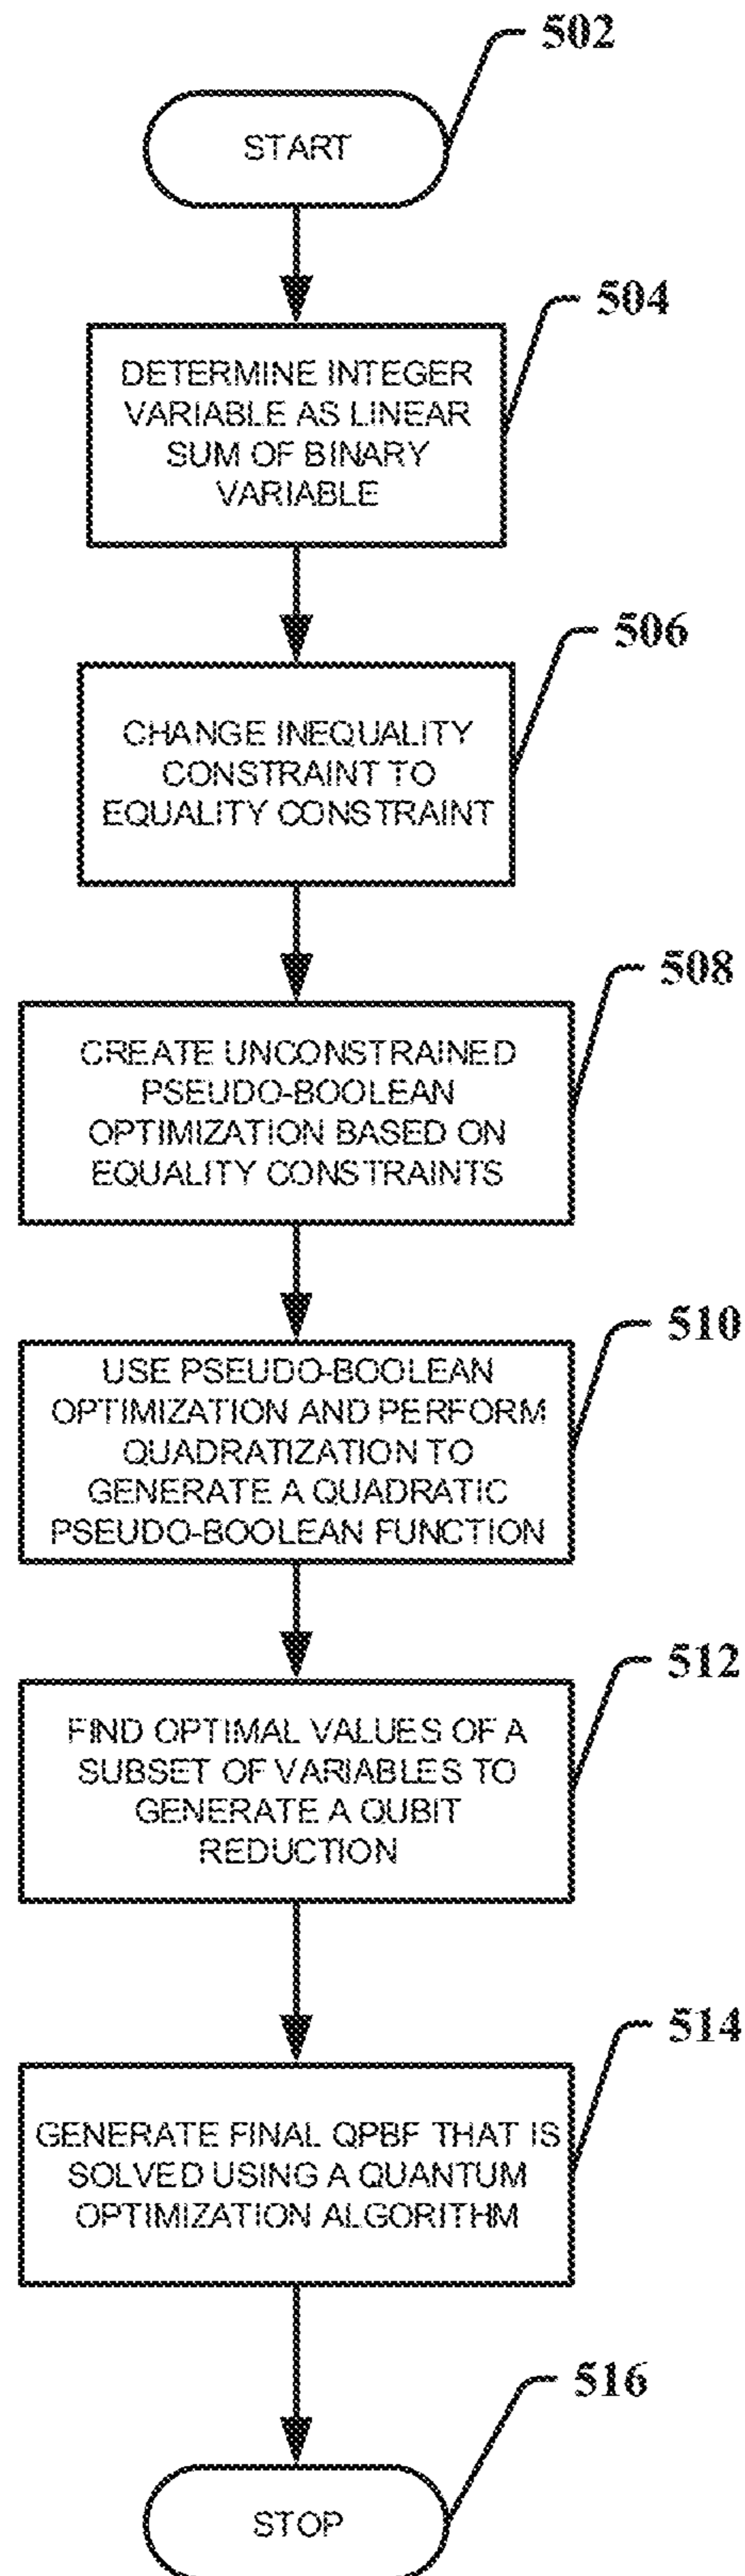 502
START
504
DETERMINE INTEGER
VARIABLE AS LINEAR
SUM OF BINARY
VARIABLE
506
CHANGE INEQUALITY
CONSTRAINT TO
EQUALITY CONSTRAINT
508
CREATE UNCONSTRAINED
PSEUDO-BOOLEAN
OPTIMIZATION BASED ON
EQUALITY CONSTRAINTS
510
USE PSEUDO-BOOLEAN
OPTIMIZATION AND PERFORM
QUADRATIZATION TO
GENERATE A QUADRATIC
PSEUDO-BOOLEAN FUNCTION
512
FIND OPTIMAL VALUES OF A
SUBSET OF VARIABLES TO
GENERATE A QUBIT
REDUCTION
514
GENERATE FINAL QPBF THAT IS
SOLVED USING A QUANTUM
OPTIMIZATION ALGORITHM
516
STOP